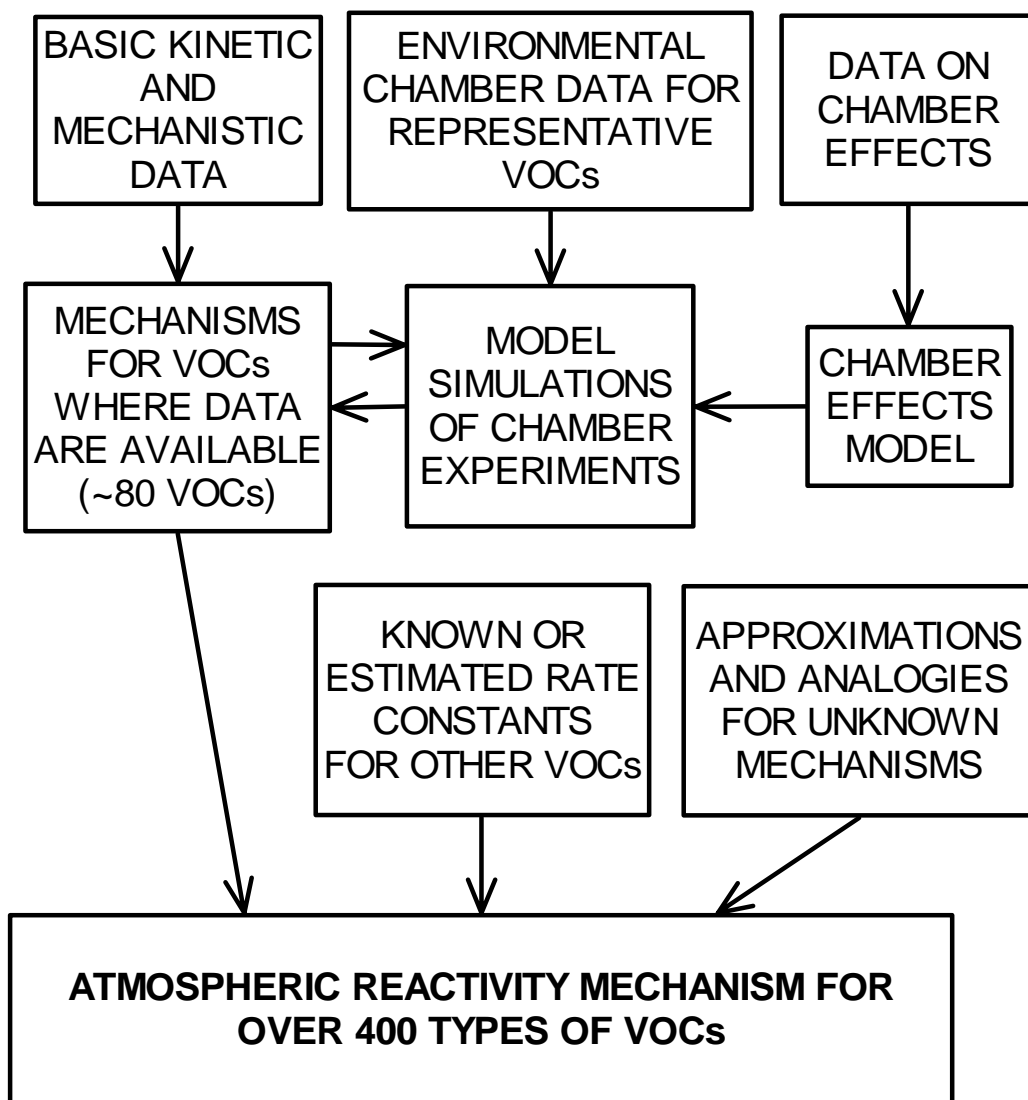 BASIC KINETIC
AND
MECHANISTIC
DATA
ENVIRONMENTAL
CHAMBER DATA FOR
REPRESENTATIVE
VOCs
DATA ON
CHAMBER
EFFECTS
MECHANISMS
FOR VOCs
WHERE DATA
ARE AVAILABLE
(~80 VOCs)
MODEL
SIMULATIONS
OF CHAMBER
EXPERIMENTS
CHAMBER
EFFECTS
MODEL
KNOWN OR
ESTIMATED RATE
CONSTANTS
FOR OTHER VOCs
APPROXIMATIONS
AND ANALOGIES
FOR UNKNOWN
MECHANISMS
ATMOSPHERIC REACTIVITY MECHANISM FOR
OVER 400 TYPES OF VOCs